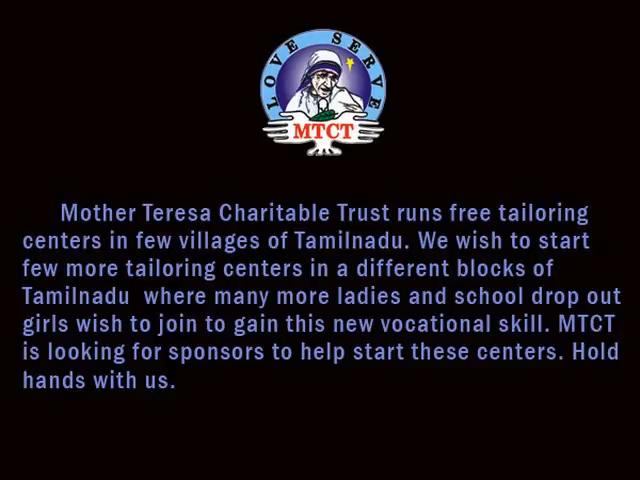 LOVE SERVE
MTCT
Mother Teresa Charitable Trust runs free tailoring
centers in few villages of Tamilnadu. We wish to start
few more tailoring centers in a different blocks of
Tamilnadu where many more ladies and school drop out
girls wish to join to gain this new vocational skill. MTCT
is looking for sponsors to help start these centers. Hold
hands with us.